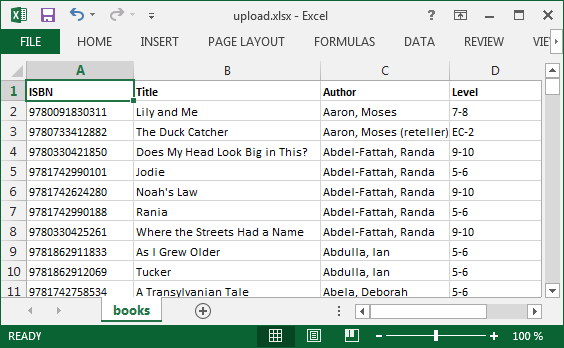 upload.xlsx - Excel
FILE HOME INSERT PAGE LAYOUT FORMULAS DATA REVIEW
A B C D
1 ISBN Title Author Level
2 9780091830311 Lily and Me Aaron, Moses 7-8
3 9780733412882 The Duck Catcher Aaron, Moses (reteller) EC-2
4 9780330421850 Does My Head Look Big in This? Abdel-Fattah, Randa 9-10
5 9781742990101 Jodie Abdel-Fattah, Randa 5-6
6 9781742624280 Noah's Law Abdel-Fattah, Randa 9-10
7 9781742990188 Rania Abdel-Fattah, Randa 5-6
8 9780330425261 Where the Streets Had a Name Abdel-Fattah, Randa 9-10
9 9781862911833 As I Grew Older Abdulla, Ian 5-6
10 9781862912069 Tucker Abdulla, Ian 5-6
11 9781742758534 A Transylvanian Tale Abela, Deborah 5-6
books
READY 100 %